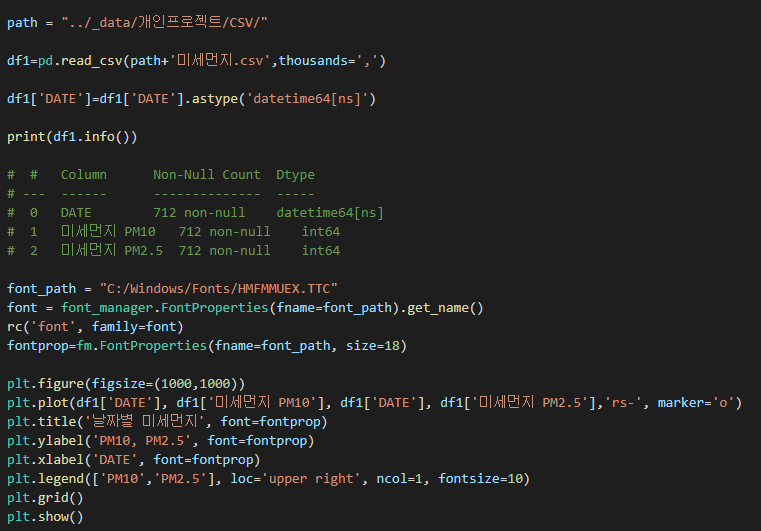 path = "../_data/개인프로젝트/CSV/"
df1=pd.read_csv(path+'미세먼지.csv',thousands=',')
df1['DATE']=df1['DATE'].astype('datetime64[ns]')
print(df1.info())
#  #   Column      Non-Null Count  Dtype
# ---  ------      --------------  -----
#  0   DATE        712 non-null    datetime64[ns]
#  1   미세먼지 PM10   712 non-null    int64
#  2   미세먼지 PM2.5  712 non-null    int64
font_path = "C:/Windows/Fonts/HMFMMUEX.TTC"
font = font_manager.FontProperties(fname=font_path).get_name()
rc('font', family=font)
fontprop=fm.FontProperties(fname=font_path, size=18)
plt.figure(figsize=(1000,1000))
plt.plot(df1['DATE'], df1['미세먼지 PM10'], df1['DATE'], df1['미세먼지 PM2.5'],'rs-', marker='o')
plt.title('날짜별 미세먼지', font=fontprop)
plt.ylabel('PM10, PM2.5', font=fontprop)
plt.xlabel('DATE', font=fontprop)
plt.legend(['PM10','PM2.5'], loc='upper right', ncol=1, fontsize=10)
plt.grid()
plt.show()